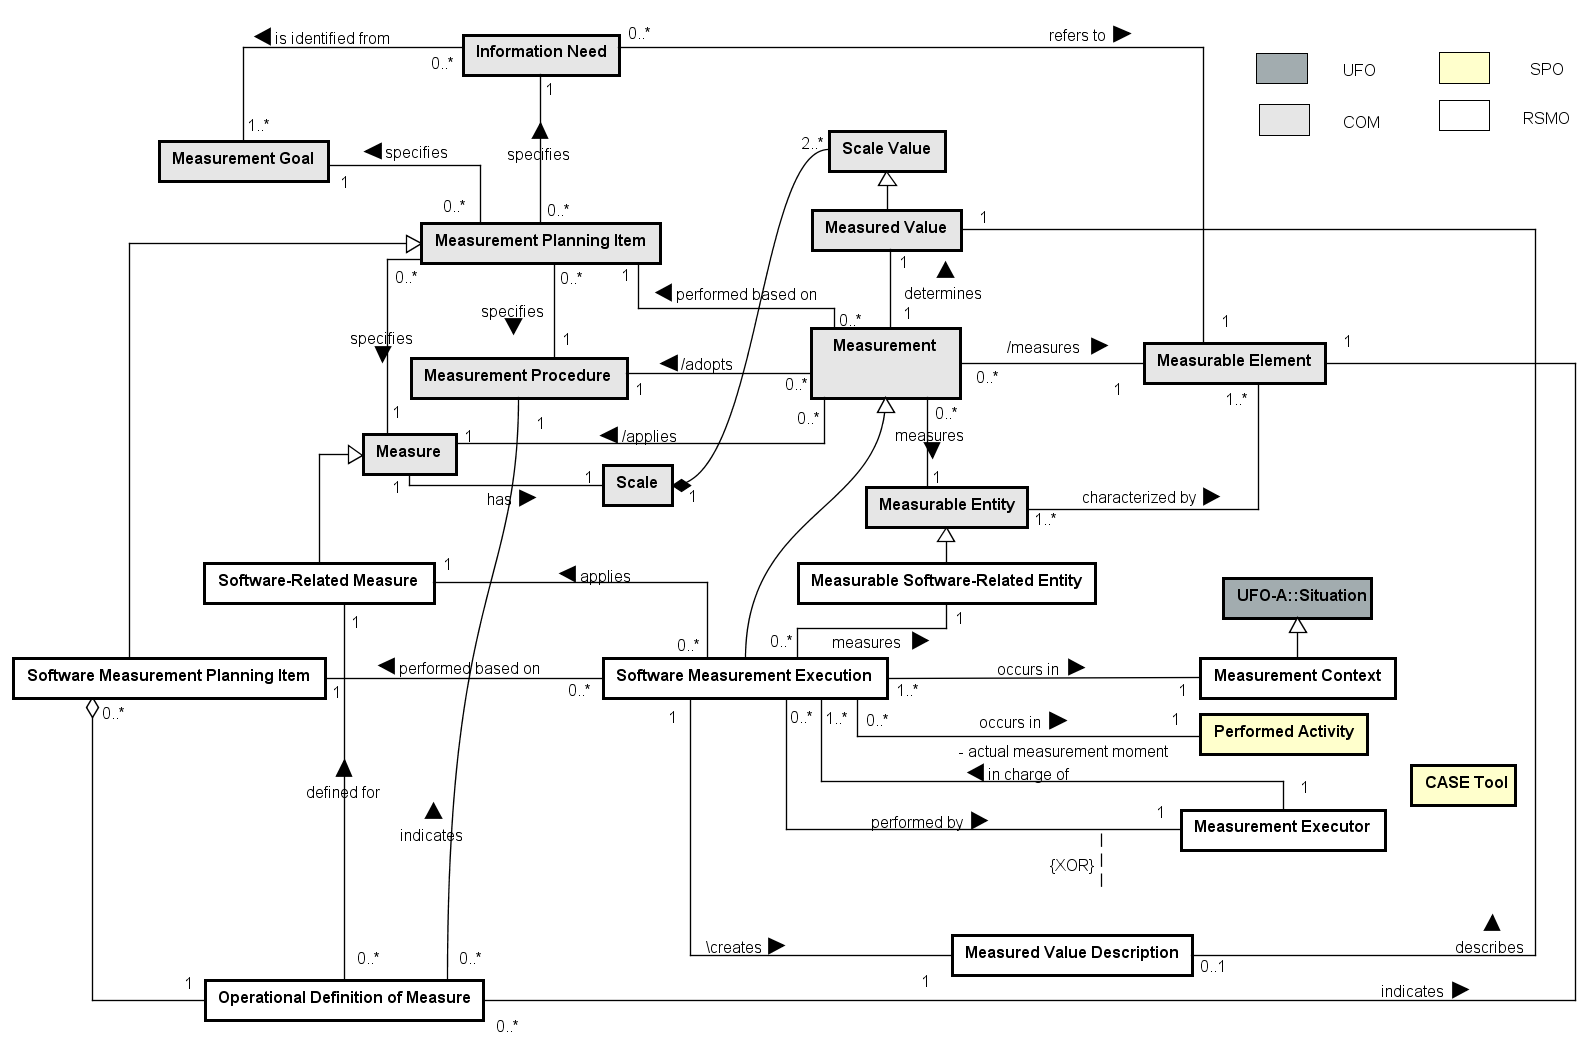 is identified from
0..*
Information Need
0..*
refers to
UFO
SPO
COM
RSMO
1
1..*
Measurement Goal
specifies
1
specifies
2..*
Scale Value
0..*
0..*
Measurement Planning Item
Measured Value
1
0..*
0..*
1
performed based on
1
determines
specifies
specifies
0..*
1
1
1
Measurement
/measures
Measurable Element
1
1
Measurement Procedure
/adopts
0..*
1
0..*
1
1..*
1
1
0..*
0..*
Measure
1
/applies
measures
1
has
1
Scale
1
1
Measurable Entity
characterized by
1..*
Software-Related Measure
1
applies
Measurable Software-Related Entity
UFO-A::Situation
1
0..*
0..*
measures
1
Software Measurement Planning Item
performed based on
Software Measurement Execution
occurs in
Measurement Context
0..*
1
0..*
1..*
1
1
0..*
1..*
0..*
occurs in
1
Performed Activity
- actual measurement moment
in charge of
CASE Tool
1
defined for
indicates
performed by
1
Measurement Executor
{XOR}
\creates
Measured Value Description
describes
0..*
0..*
1
0..1
1
Operational Definition of Measure
indicates
0..*